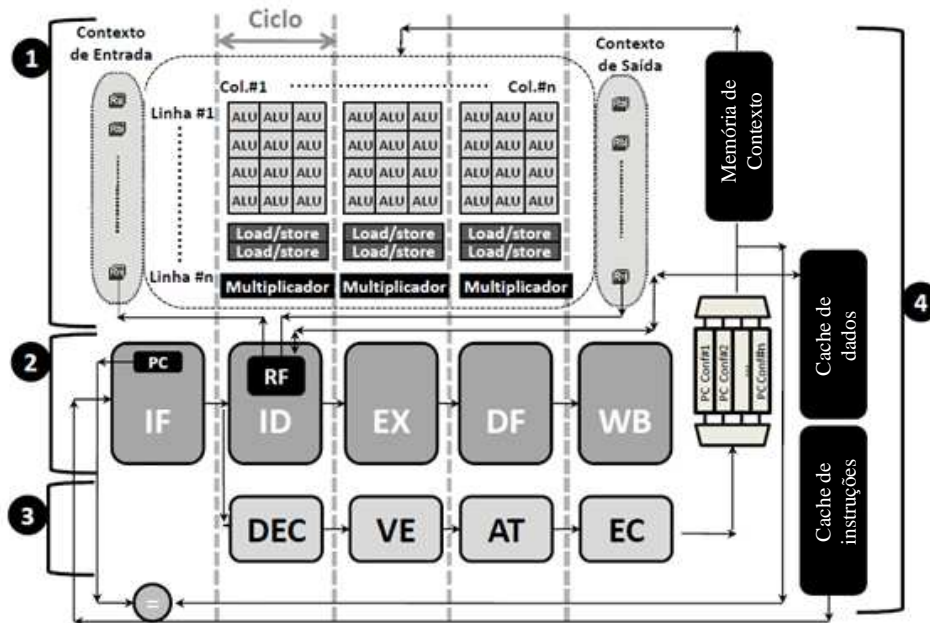 1
Contexto
de Entrada
Ciclo
Contexto
de Saída
Memória de
Contexto
Col.#1
Col.#n
Linha #1
ALU ALU ALU ALU ALU ALU ALU ALU ALU
ALU ALU ALU ALU ALU ALU ALU ALU ALU
ALU ALU ALU ALU ALU ALU ALU ALU ALU
ALU ALU ALU ALU ALU ALU ALU ALU ALU
Load/store Load/store Load/store
Load/store Load/store Load/store
Linha #n
Multiplicador Multiplicador Multiplicador
4
Cache de
dados
2
PC
IF
RF
ID
EX
DF
WB
PC Conf#1
PC Conf#2
...
PC Conf#n
Cache de
instruções
3
DEC
VE
AT
EC
=